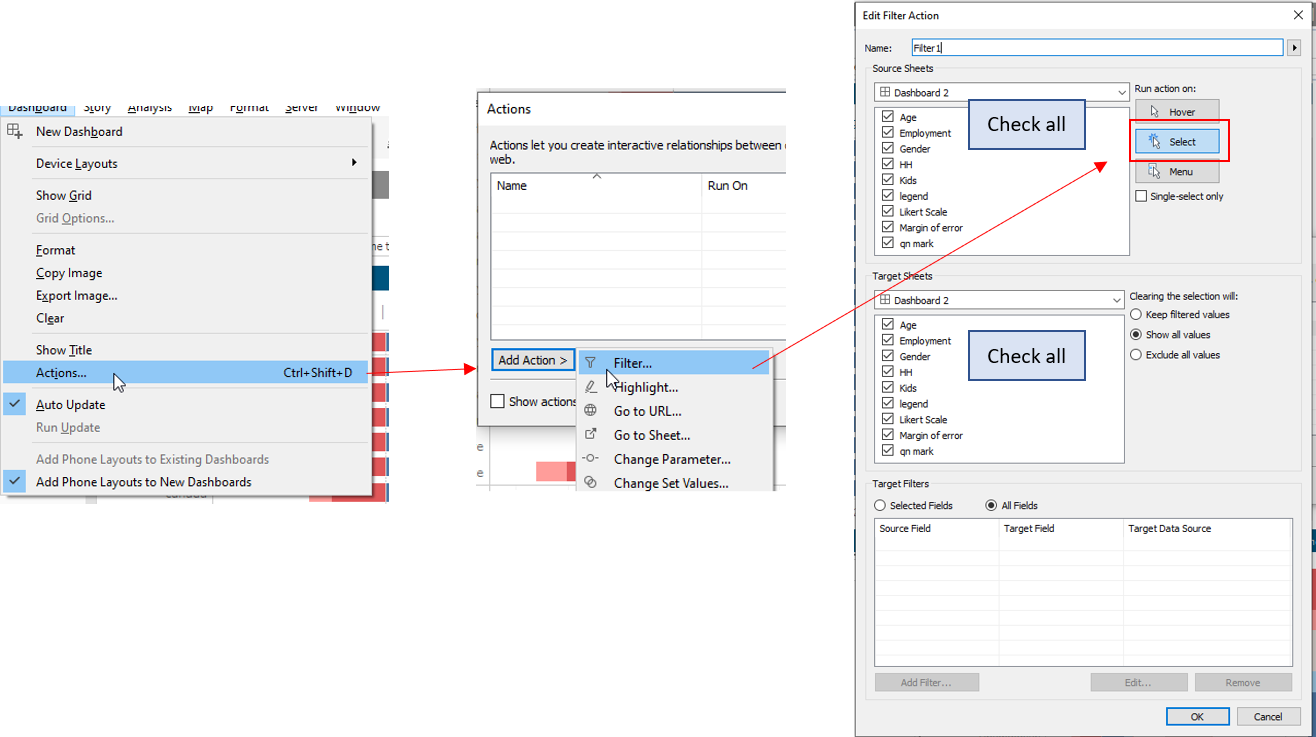 Dashboard Story Analysis Map Format Server Window
New Dashboard
Device Layouts
Show Grid
Grid Options...
Format
Copy Image
Export Image...
Clear
Show Title
Actions... Ctrl+Shift+D
Auto Update
Run Update
Add Phone Layouts to Existing Dashboards
Add Phone Layouts to New Dashboards
Actions
Actions let you create interactive relationships between
web.
Name Run On
Add Action >
Show actions
Filter...
Highlight...
Go to URL...
Go to Sheet...
Change Parameter...
Change Set Values...
Edit Filter Action
Name: Filter1
Source Sheets
Dashboard 2
Age
Employment
Gender
HH
Kids
legend
Likert Scale
Margin of error
qn mark
Check all
Run action on:
Hover
Select
Menu
Single-select only
Target Sheets
Dashboard 2
Age
Employment
Gender
HH
Kids
legend
Likert Scale
Margin of error
qn mark
Check all
Clearing the selection will:
Keep filtered values
Show all values
Exclude all values
Target Filters
Selected Fields All Fields
Source Field Target Field Target Data Source
Add Filter... Edit... Remove
OK Cancel